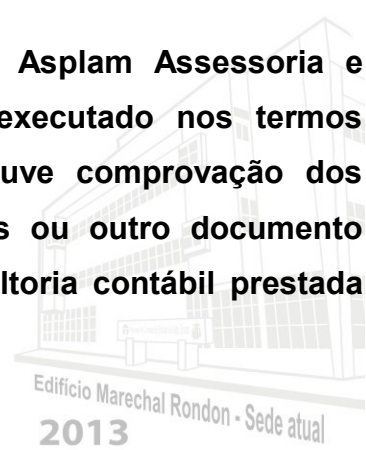 Asplam Assessoria e
executado nos termos
uve comprovação dos
s ou outro documento
ltoria contábil prestada
Edifício Marechal Rondon - Sede atual
2013